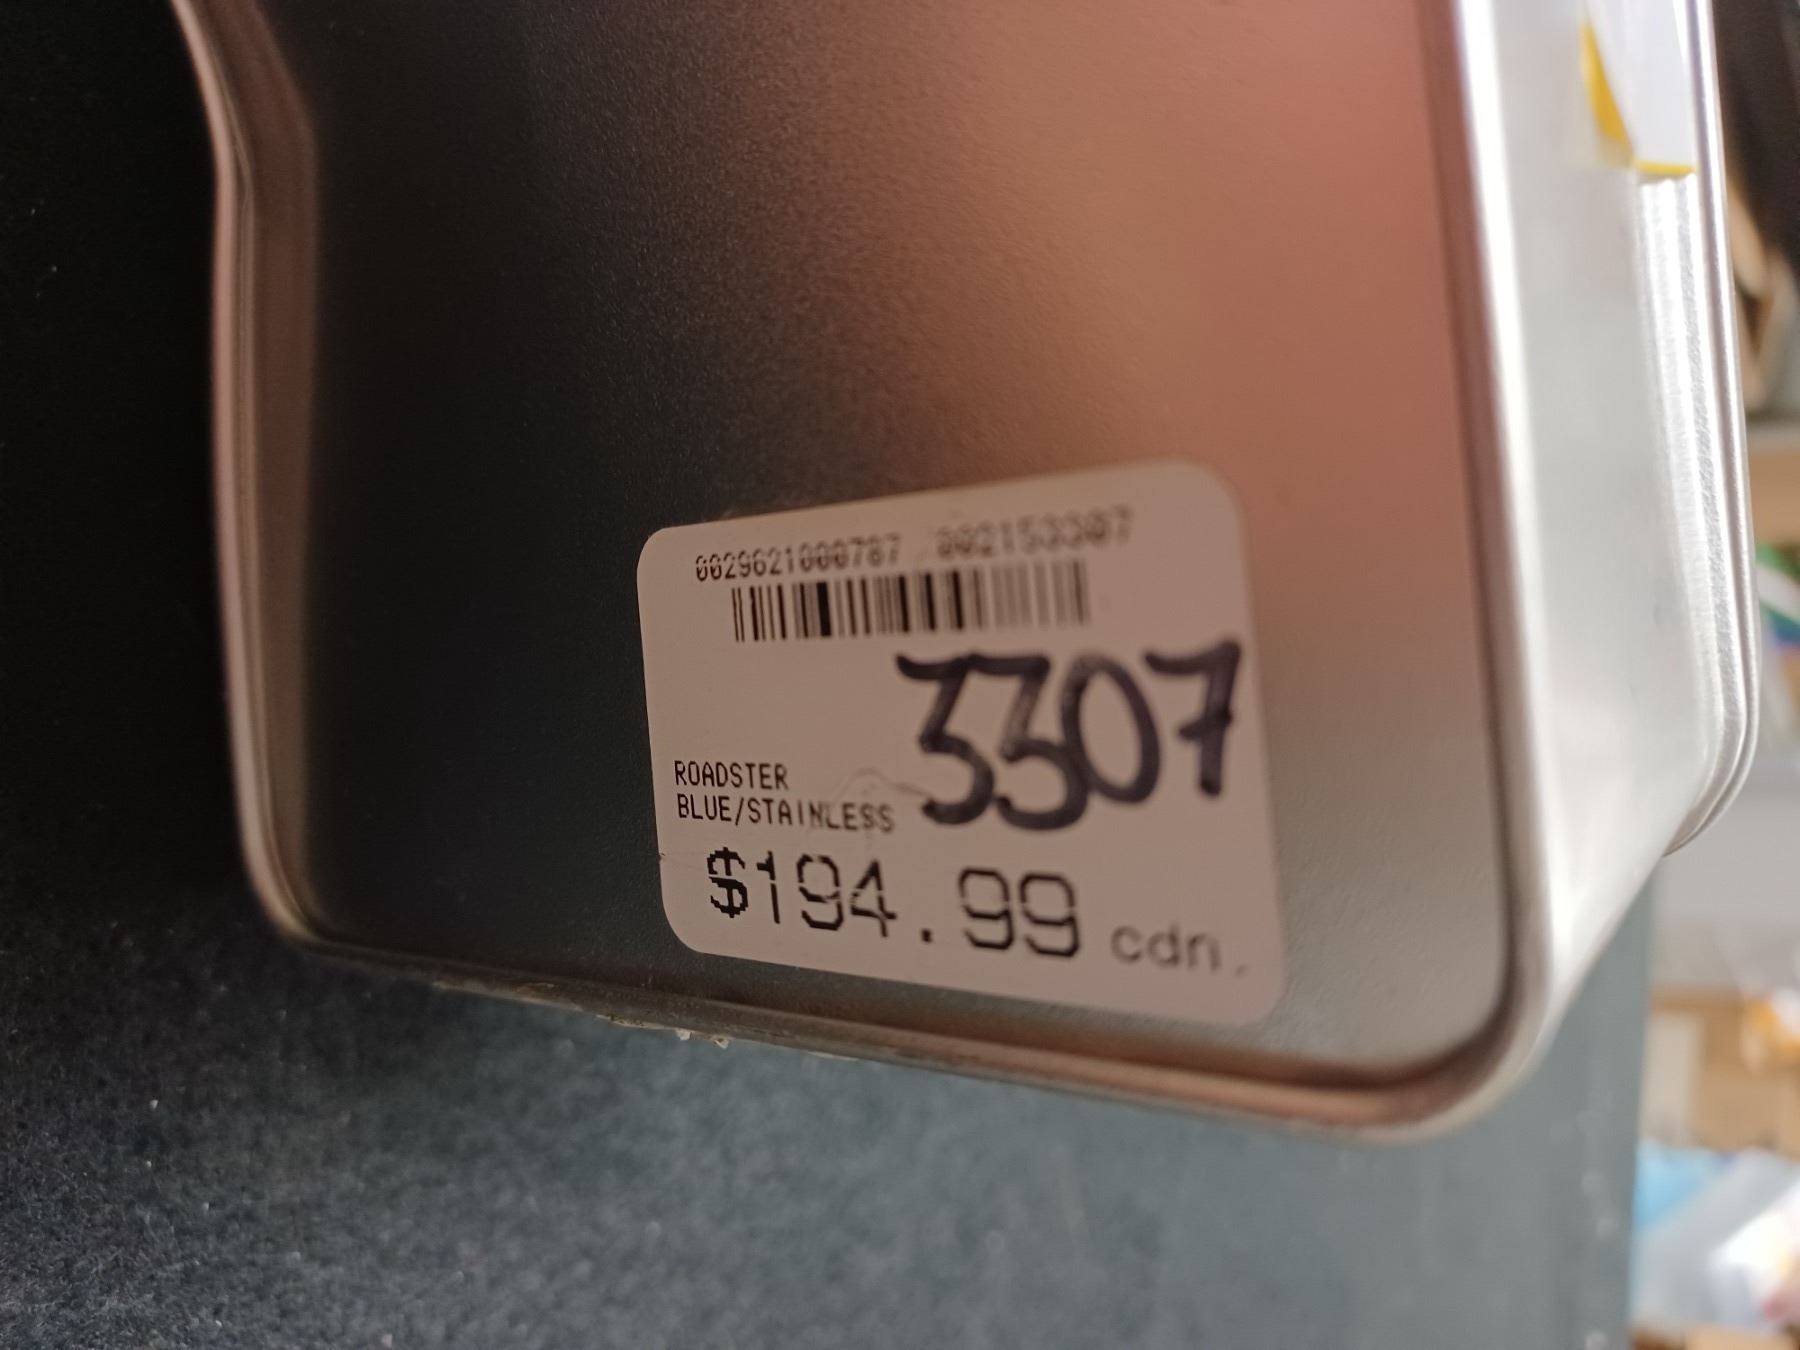 0029621000787 002153307
3307
ROADSTER
BLUE/STAINLESS
$194.99 cdn.